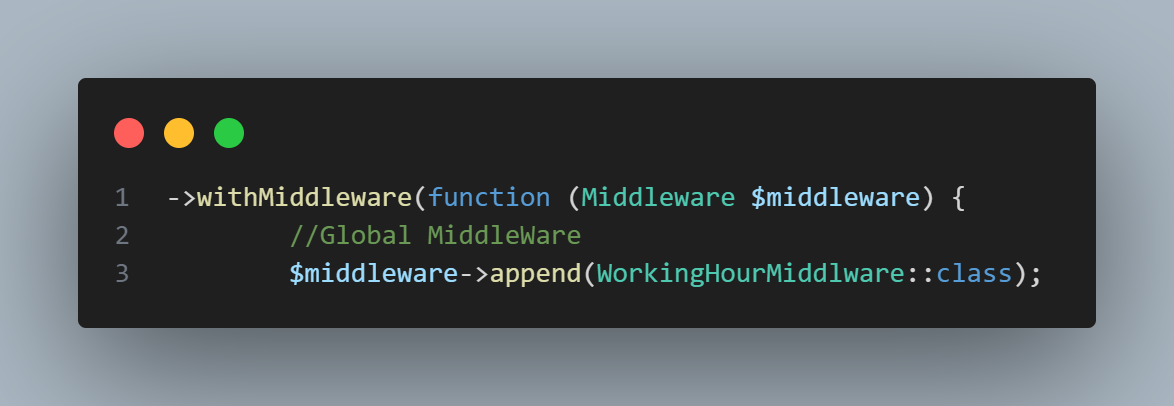 1 ->withMiddleware(function (Middleware $middleware) {
2 //Global MiddleWare
3 $middleware->append(WorkingHourMiddlware::class);